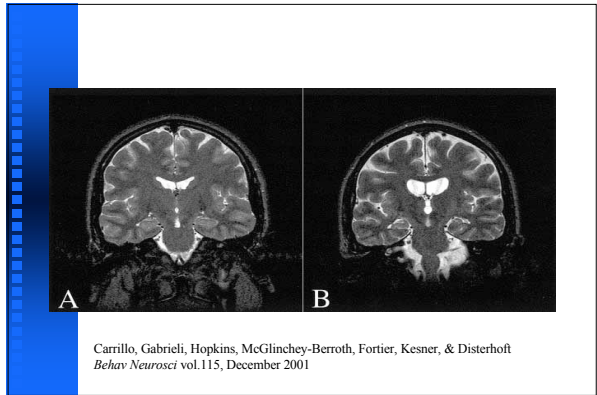 A
B
Carrillo, Gabrieli, Hopkins, McGlinchey-Berroth, Fortier, Kesner, & Disterhoft
Behav Neurosci vol.115, December 2001